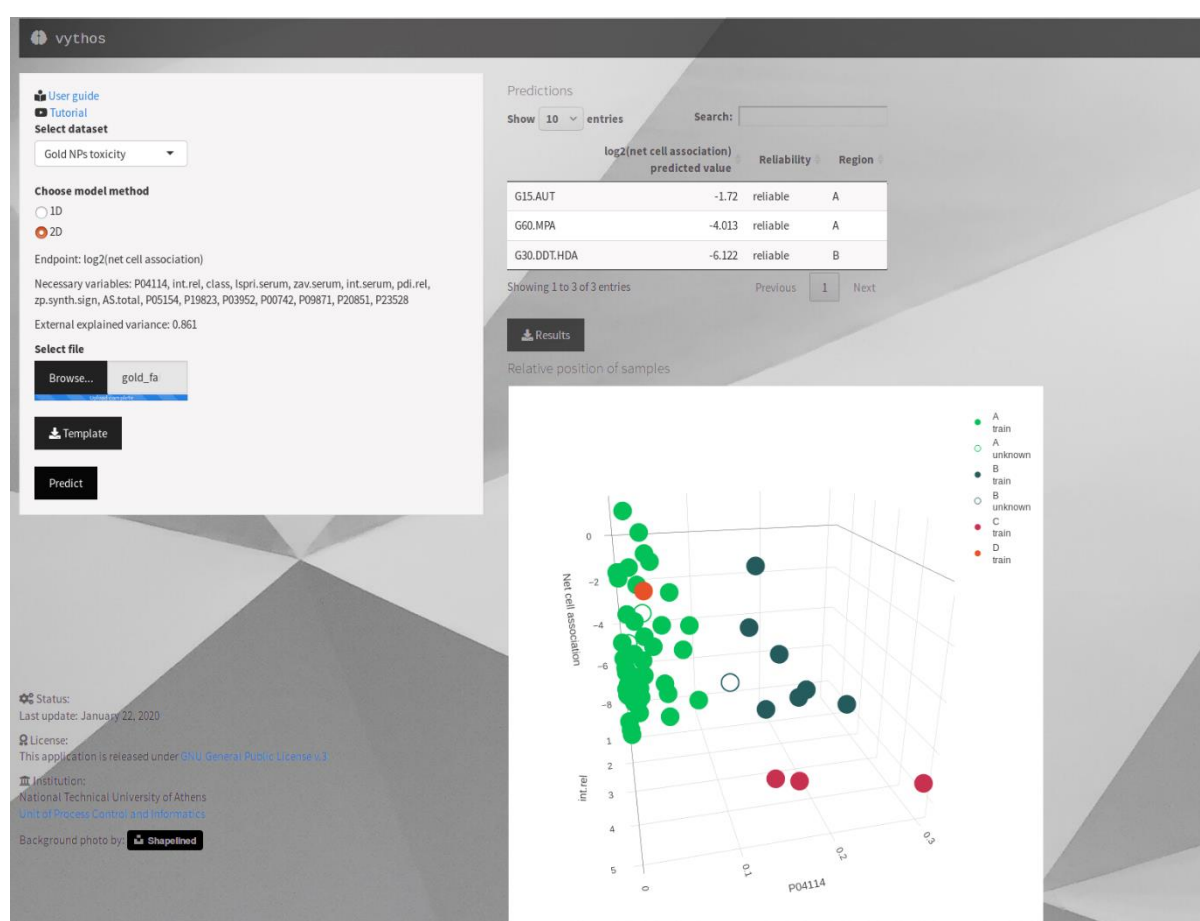 vythos
User guide
Tutorial
Select dataset
Gold NPs toxicity
Choose model method
1D
2D
Endpoint: log2(net cell association)
Necessary variables: P04114, int.rel, class, lspri.serum, zav.serum, int.serum, pdi.rel,
zp.synth.sign, AS.total, P05154, P19823, P03952, P00742, P09871, P20851, P23528
External explained variance: 0.861
Select file
Browse... gold_fa
Upload complete
Template
Predict
Status:
Last update: January 22, 2020
License:
This application is released under GNU General Public License v.3
Institution:
National Technical University of Athens
Unit of Process Control and Informatics
Background photo by: Shapelined
Predictions
Show 10 entries Search:
log2(net cell association)
predicted value Reliability Region
G15.AUT -1.72 reliable A
G60.MPA -4.013 reliable A
G30.DDT.HDA -6.122 reliable B
Showing 1 to 3 of 3 entries Previous 1 Next
Results
Relative position of samples
A
train
A
unknown
B
train
B
unknown
C
train
D
train
Net cell association
0
−2
−4
−6
−8
int.rel
1
2
3
4
5
0
0.1
0.2
0.3
P04114